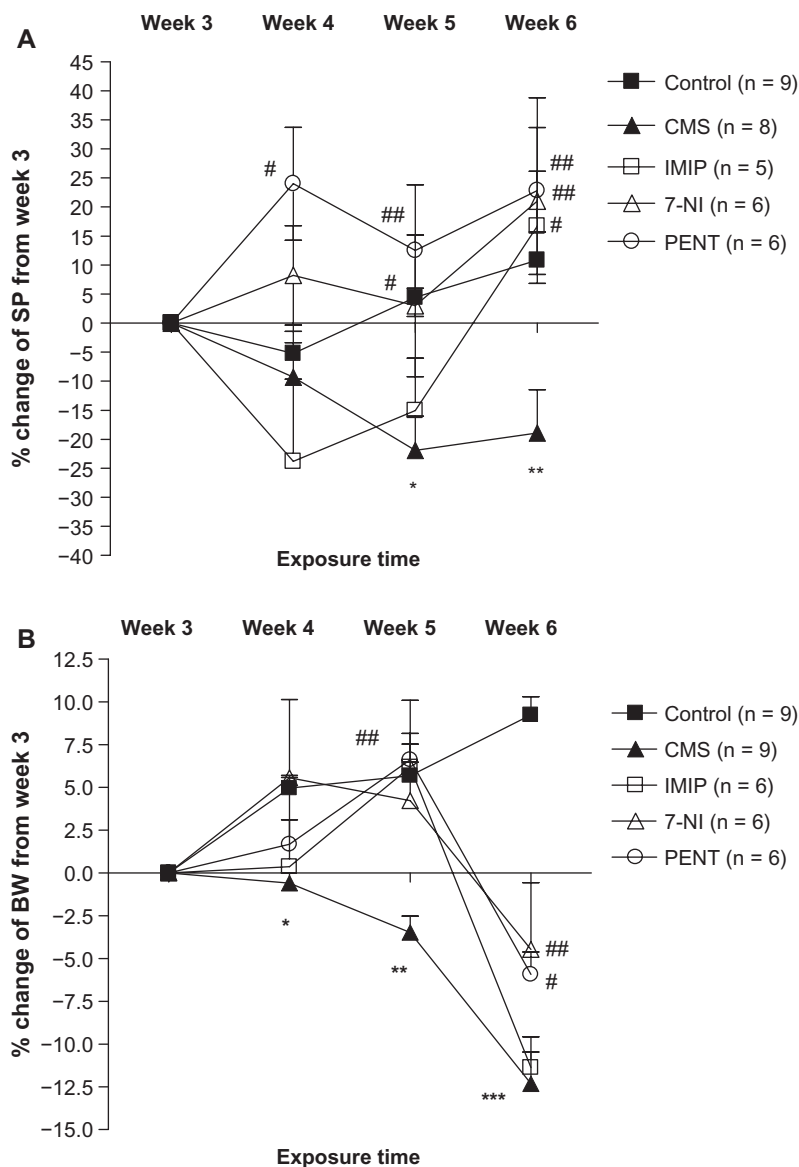 A
Week 3 Week 4 Week 5 Week 6
% change of SP from week 3
45
40
35
30
25
20
15
10
5
0
−5
−10
−15
−20
−25
−30
−35
−40
#
##
#
*
##
##
#
**
Exposure time
Control (n = 9)
CMS (n = 8)
IMIP (n = 5)
7-NI (n = 6)
PENT (n = 6)
B
Week 3 Week 4 Week 5 Week 6
% change of BW from week 3
12.5
10.0
7.5
5.0
2.5
0.0
−2.5
−5.0
−7.5
−10.0
−12.5
−15.0
*
##
**
##
#
***
Exposure time
Control (n = 9)
CMS (n = 9)
IMIP (n = 6)
7-NI (n = 6)
PENT (n = 6)